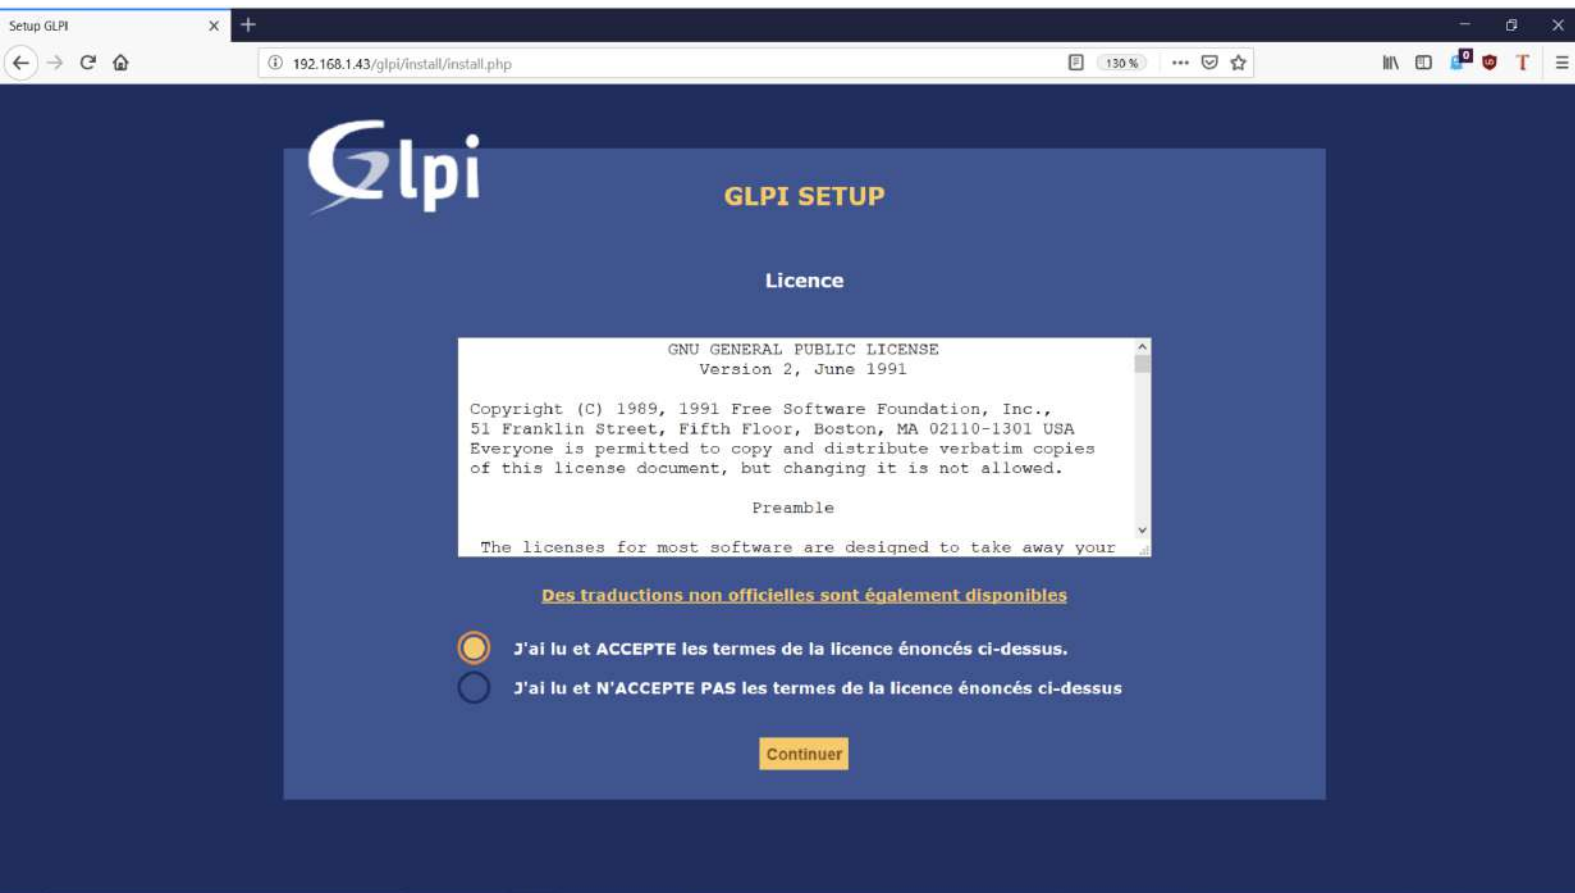 Setup GLPI
192.168.1.43/glpi/install/install.php
130 %
0
T
Glpi
GLPI SETUP
Licence
GNU GENERAL PUBLIC LICENSE
Version 2, June 1991
Copyright (C) 1989, 1991 Free Software Foundation, Inc.,
51 Franklin Street, Fifth Floor, Boston, MA 02110-1301 USA
Everyone is permitted to copy and distribute verbatim copies
of this license document, but changing it is not allowed.
Preamble
The licenses for most software are designed to take away your
Des traductions non officielles sont également disponibles
J'ai lu et ACCEPTE les termes de la licence énoncés ci-dessus.
J'ai lu et N'ACCEPTE PAS les termes de la licence énoncés ci-dessus
Continuer